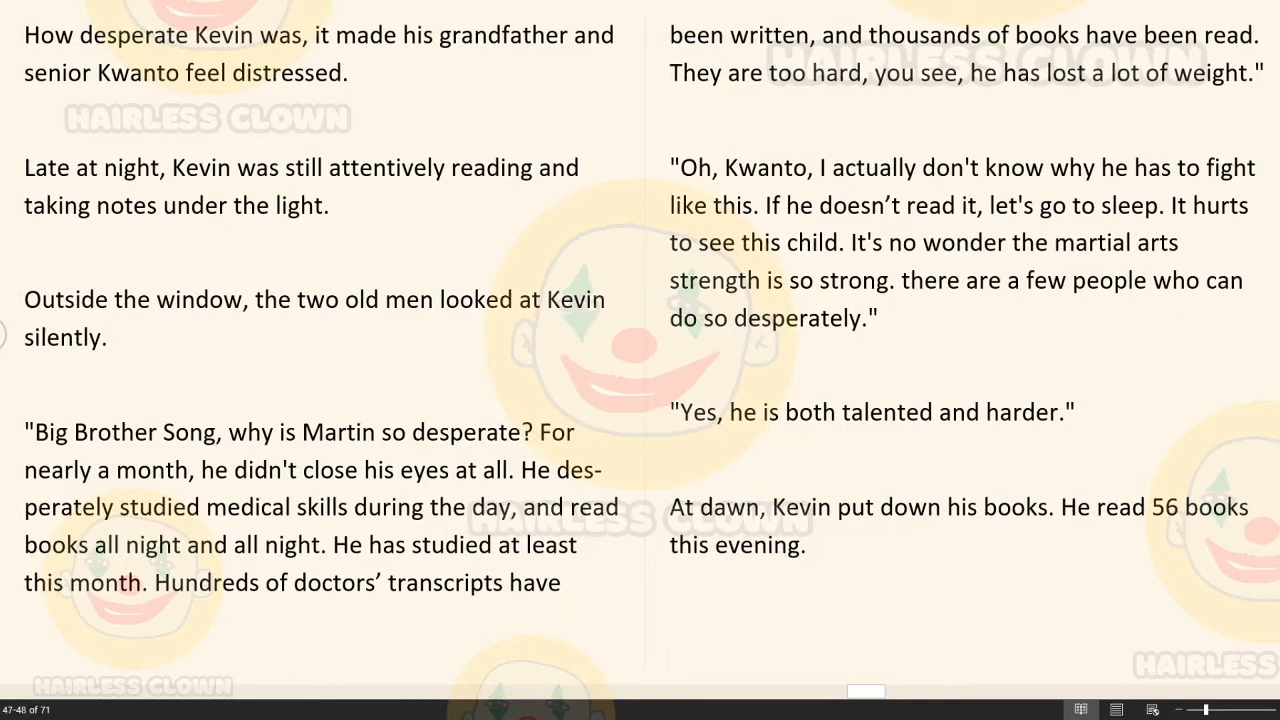 How desperate Kevin was, it made his grandfather and
senior Kwanto feel distressed.
HAIRLESS CLOWN
Late at night, Kevin was still attentively reading and
taking notes under the light.
Outside the window, the two old men looked at Kevin
silently.
"Big Brother Song, why is Martin so desperate? For
nearly a month, he didn't close his eyes at all. He des-
perately studied medical skills during the day, and read
books all night and all night. He has studied at least
this month. Hundreds of doctors’ transcripts have
HAIRLESS CLOWN
been written, and thousands of books have been read.
They are too hard, you see, he has lost a lot of weight."
HAIRLESS CLOWN
"Oh, Kwanto, I actually don't know why he has to fight
like this. If he doesn’t read it, let's go to sleep. It hurts
to see this child. It's no wonder the martial arts
strength is so strong. there are a few people who can
do so desperately."
"Yes, he is both talented and harder."
HAIRLESS CLOWN
At dawn, Kevin put down his books. He read 56 books
this evening.
HAIRLESS
47-48 of 71